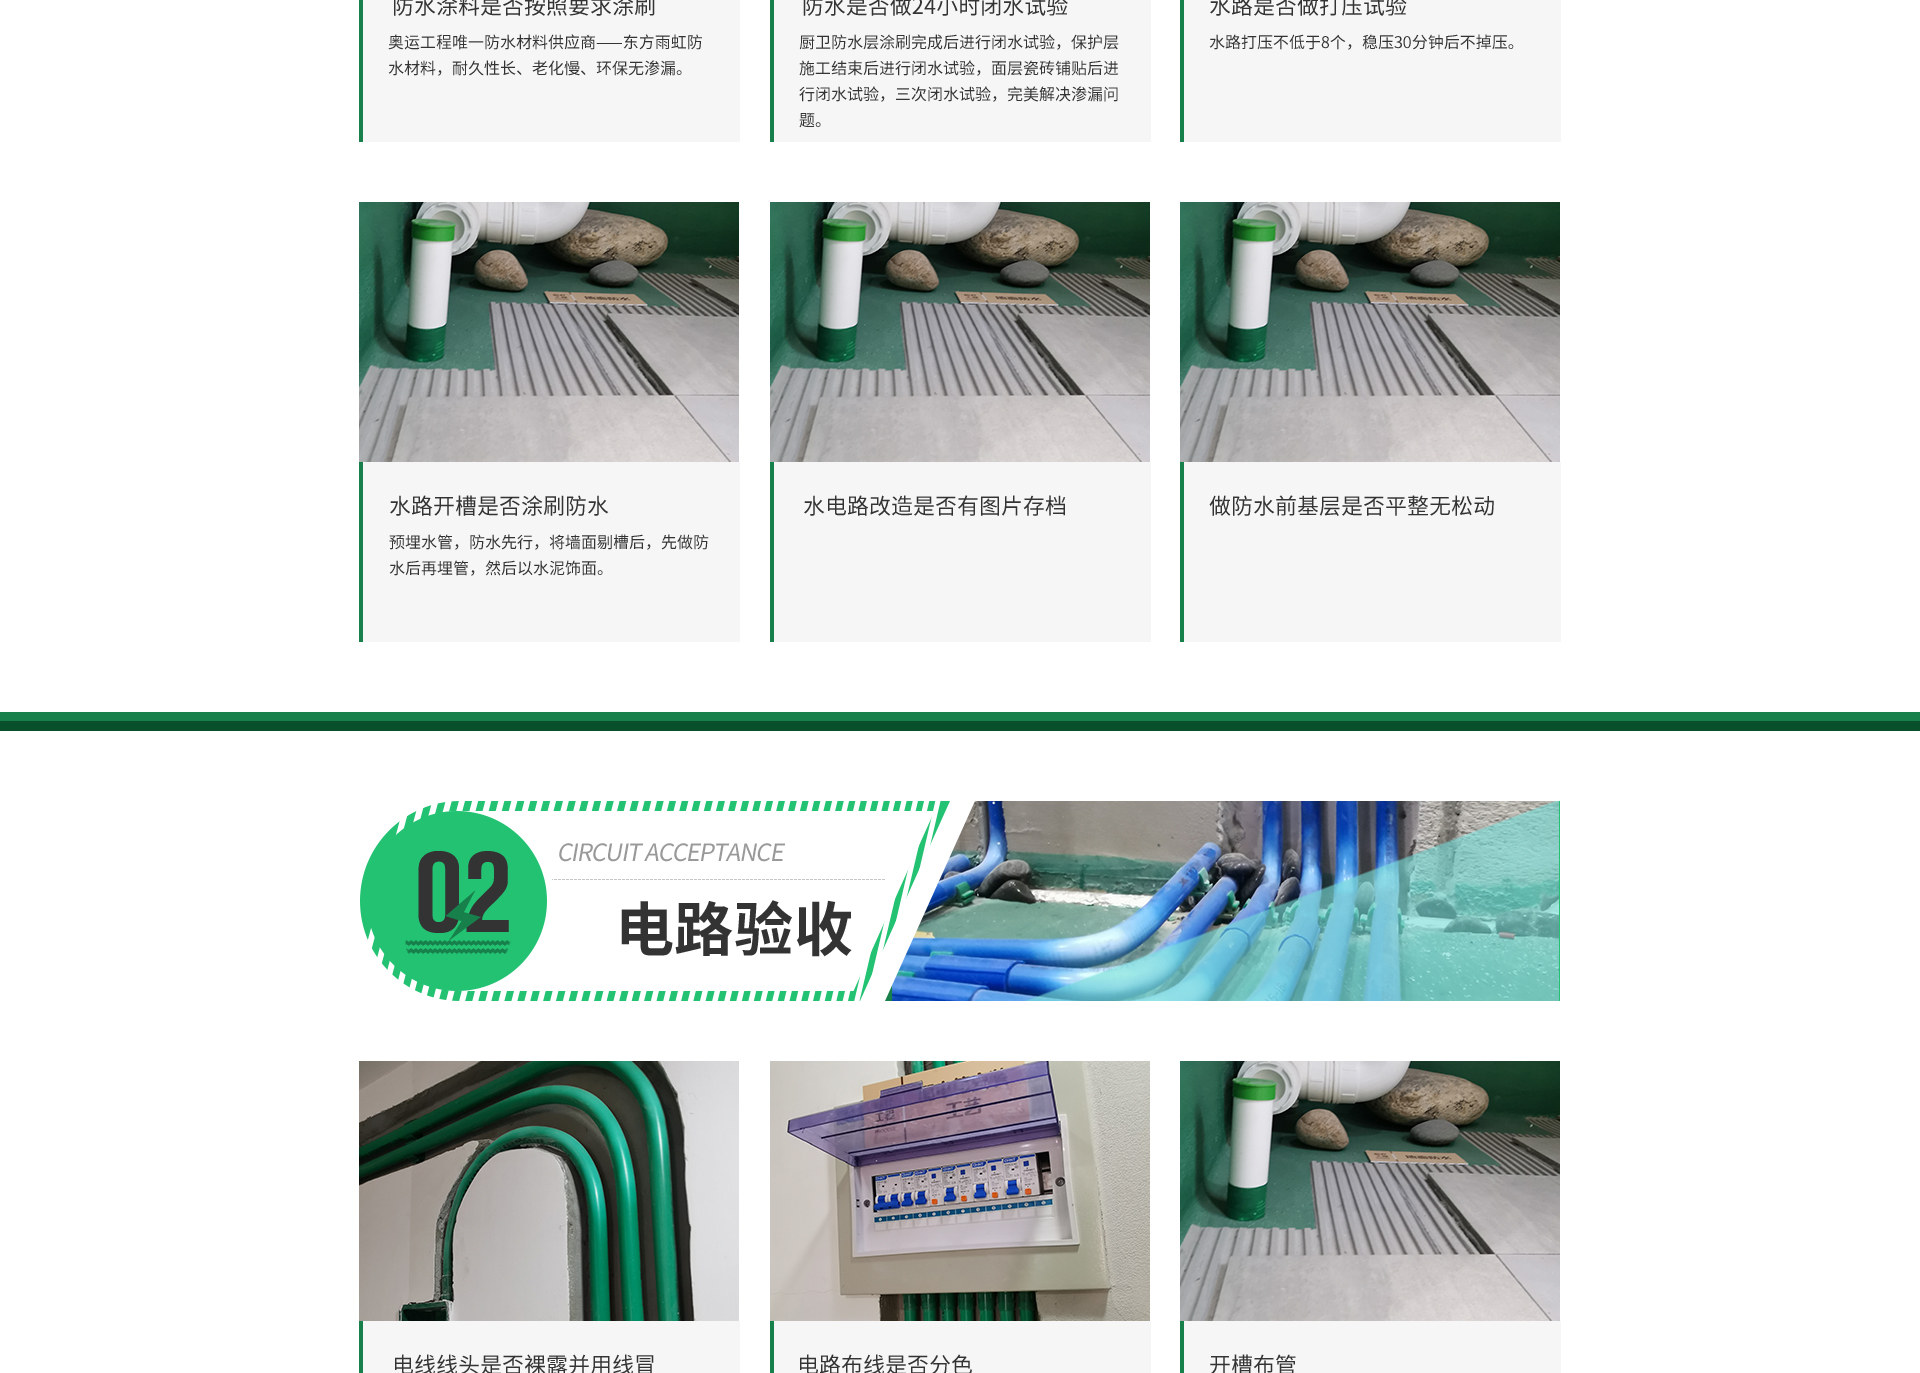 防水涂料是否按照要求涂刷
奥运工程唯一防水材料供应商——东方雨虹防
水材料，耐久性长、老化慢、环保无渗漏。
防水是否做24小时闭水试验
厨卫防水层涂刷完成后进行闭水试验，保护层
施工结束后进行闭水试验，面层瓷砖铺贴后进
行闭水试验，三次闭水试验，完美解决渗漏问
题。
水路是否做打压试验
水路打压不低于8个，稳压30分钟后不掉压。
水路开槽是否涂刷防水
预埋水管，防水先行，将墙面剔槽后，先做防
水后再埋管，然后以水泥饰面。
水电路改造是否有图片存档
做防水前基层是否平整无松动
02
CIRCUIT ACCEPTANCE
电路验收
工艺
电线线头是否裸露并用线冒
电路布线是否分色
开槽布管